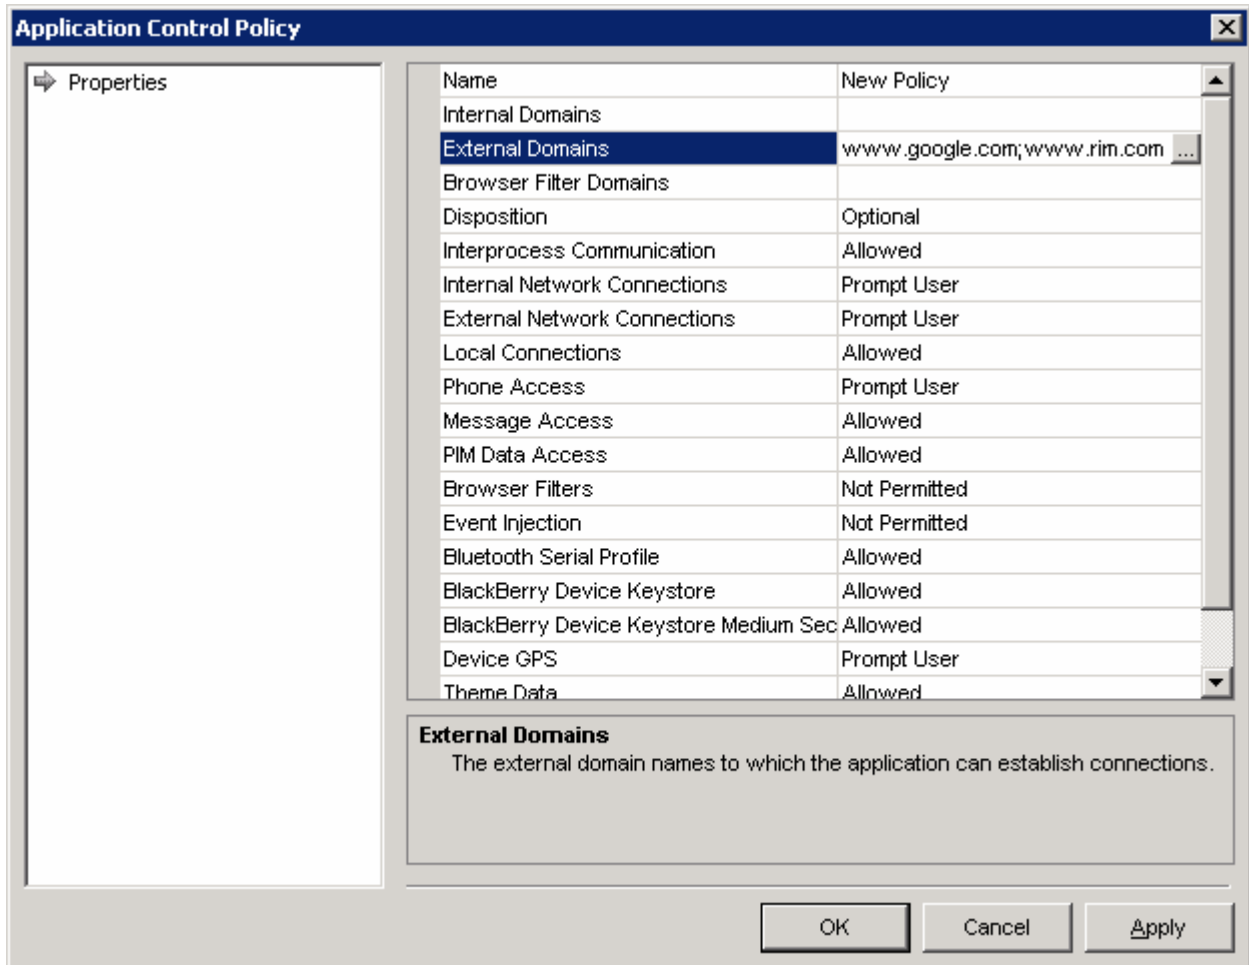 Application Control Policy
Properties
Name New Policy
Internal Domains
External Domains wwww.google.com;www.rim.com ...
Browser Filter Domains
Disposition Optional
Interprocess Communication Allowed
Internal Network Connections Prompt User
External Network Connections Prompt User
Local Connections Allowed
Phone Access Prompt User
Message Access Allowed
PIM Data Access Allowed
Browser Filters Not Permitted
Event Injection Not Permitted
Bluetooth Serial Profile Allowed
BlackBerry Device Keystore Allowed
BlackBerry Device Keystore Medium Sec Allowed
Device GPS Prompt User
Theme Data Allowed
External Domains
The external domain names to which the application can establish connections.
OK Cancel Apply